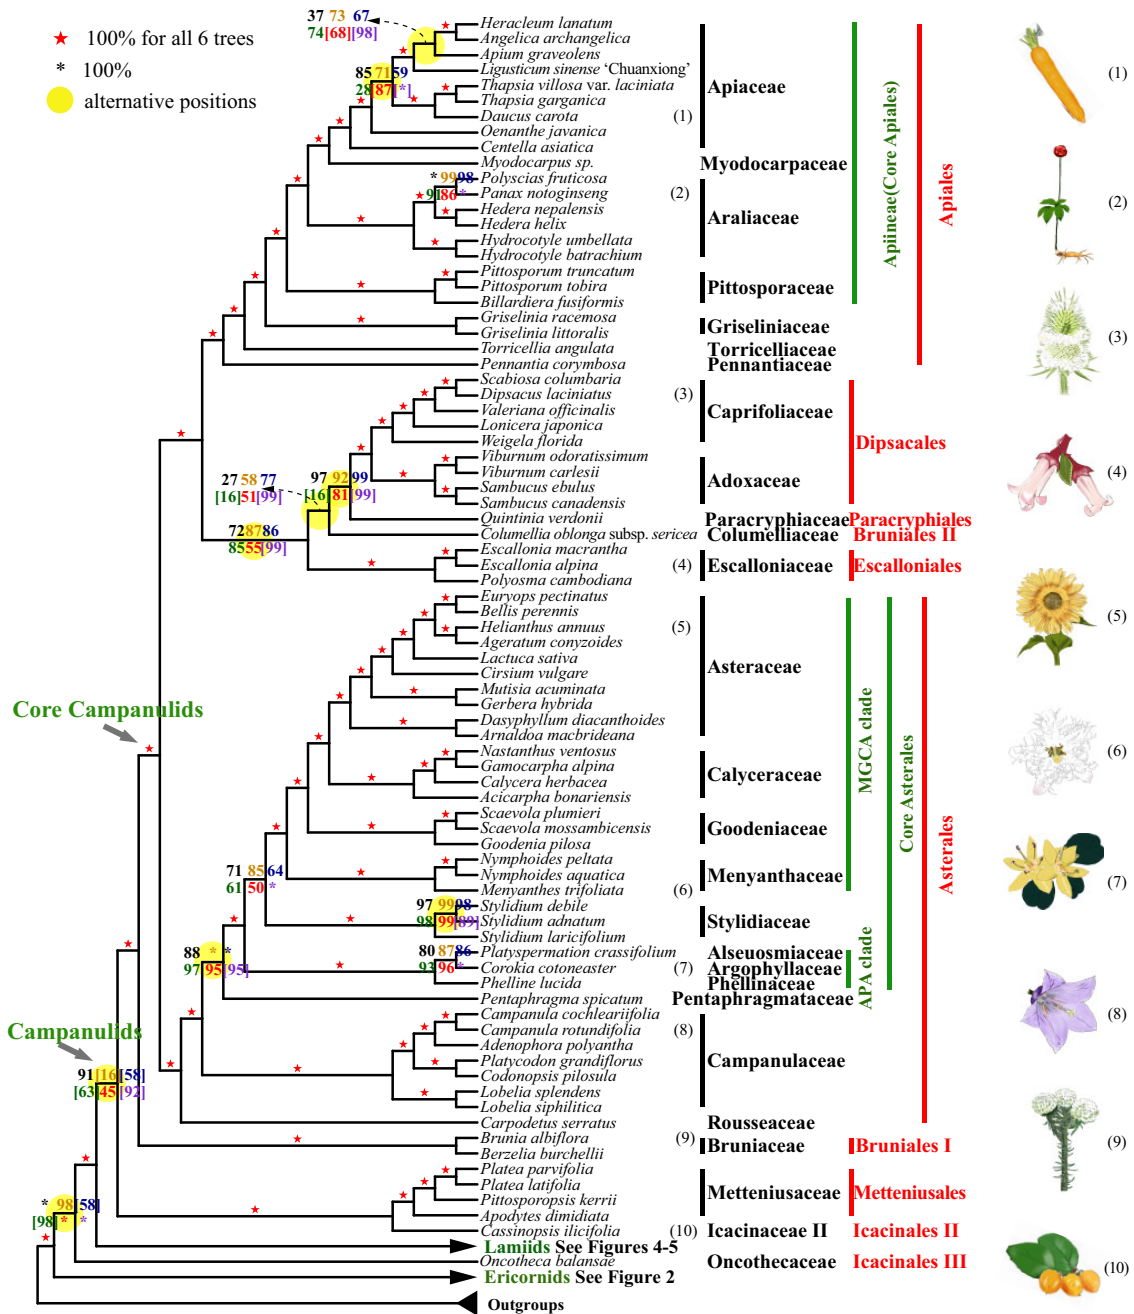 ★ 100% for all 6 trees
* 100%
alternative positions
37 73 67
74[68][98]
Heracleum lanatum
Angelica archangelica
Apium graveolens
Ligusticum sinense ‘Chuanxiong’
85 71 59
28[87][*]
Thapsia villosa var. laciniata
Thapsia garganica
Daucus carota
(1)
Oenanthe javanica
Centella asiatica
Apiaceae
Myodocarpus sp.
Myodocarpaceae
* 99 98
91 86 *
Polyscias fruticosa
Panax notoginseng
(2)
Hedera nepalensis
Hedera helix
Hydrocotyle umbellata
Hydrocotyle batrachium
Araliaceae
Pittosporum truncatum
Pittosporum tobira
Billardiera fusiformis
Pittosporaceae
Apiineae(Core Apiales)
Griselinia racemosa
Griselinia littoralis
Griseliniaceae
Torricellia angulata
Torricelliaceae
Pennantia corymbosa
Pennantiaceae
Apiales
Scabiosa columbaria
Dipsacus laciniatus
(3)
Valeriana officinalis
Lonicera japonica
Weigela florida
Caprifoliaceae
Viburnum odoratissimum
Viburnum carlesii
Sambucus ebulus
Sambucus canadensis
Adoxaceae
Dipsacales
27 58 77
[16]51[99]
97 92 99
[16] 81 [99]
Quintinia verdonii
Paracryphiaceae
Paracryphiales
Columellia oblonga subsp. sericea
Columelliaceae
Bruniales II
72 87 86
85 55[99]
Escallonia macrantha
Escallonia alpina
(4)
Polyosma cambodiana
Escalloniaceae
Escalloniales
Euryops pectinatus
Bellis perennis
Helianthus annuus
(5)
Ageratum conyzoides
Lactuca sativa
Cirsium vulgare
Mutisia acuminata
Gerbera hybrida
Dasyphyllum diacanthoides
Arnaldoa macbrideana
Asteraceae
Core Campanulids
Nastanthus ventosus
Gamocarpha alpina
Calycera herbacea
Acicarpha bonariensis
Calyceraceae
Scaevola plumieri
Scaevola mossambicensis
Goodenia pilosa
Goodeniaceae
Nymphoides peltata
Nymphoides aquatica
Menyanthes trifoliata
(6)
Menyanthaceae
MGCA clade
71 85 64
61 50 *
97 99 98
98 99 [89]
Stylidium debile
Stylidium adnatum
Stylidium laricifolium
Stylidiaceae
80 87 86
93 96 *
Platyspermation crassifolium
Alseuosmiaceae
Corokia cotoneaster
(7)
Argophyllaceae
Phelline lucida
Phellinaceae
APA clade
Core Asterales
88 * *
97 95 [95]
Pentaphragma spicatum
Pentaphragmataceae
Campanula cochleariifolia
Campanula rotundifolia
(8)
Adenophora polyantha
Platycodon grandiflorus
Codonopsis pilosula
Lobelia splendens
Lobelia siphilitica
Campanulaceae
Carpodetus serratus
Rousseaceae
Asterales
Campanulids
91 [16 [58]
[63 45 [92]
Brunia albiflora
(9)
Berzelia burchellii
Bruniaceae
Bruniales I
Platea parvifolia
Platea latifolia
Pittosporopsis kerrii
Apodytes dimidiata
Metteniusaceae
Metteniusales
Cassinopsis ilicifolia
(10)
Icacinaceae II
Icacinales II
* 98 [58]
[98] * *
Lamiids See Figures 4-5
Oncotheca balansae
Oncothecaceae
Icacinales III
Ericornids See Figure 2
Outgroups
(1)
(2)
(3)
(4)
(5)
(6)
(7)
(8)
(9)
(10)